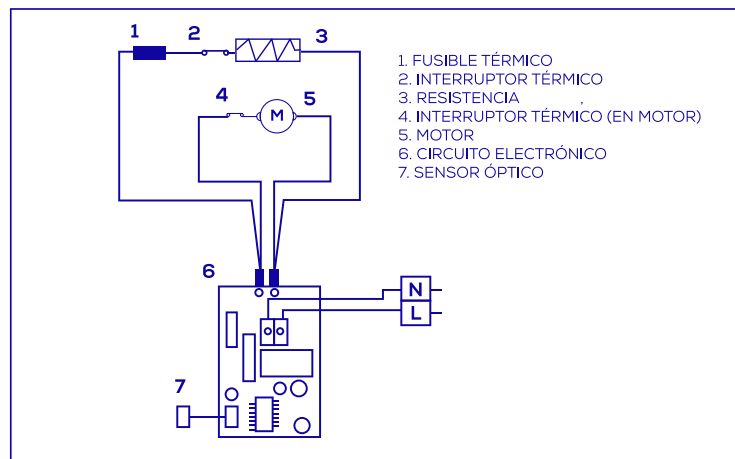 1
2
3
4
5
M
6
7
N
L
1. FUSIBLE TÉRMICO
2. INTERRUPTOR TÉRMICO
3. RESISTENCIA
4. INTERRUPTOR TÉRMICO (EN MOTOR)
5. MOTOR
6. CIRCUITO ELECTRÓNICO
7. SENSOR ÓPTICO